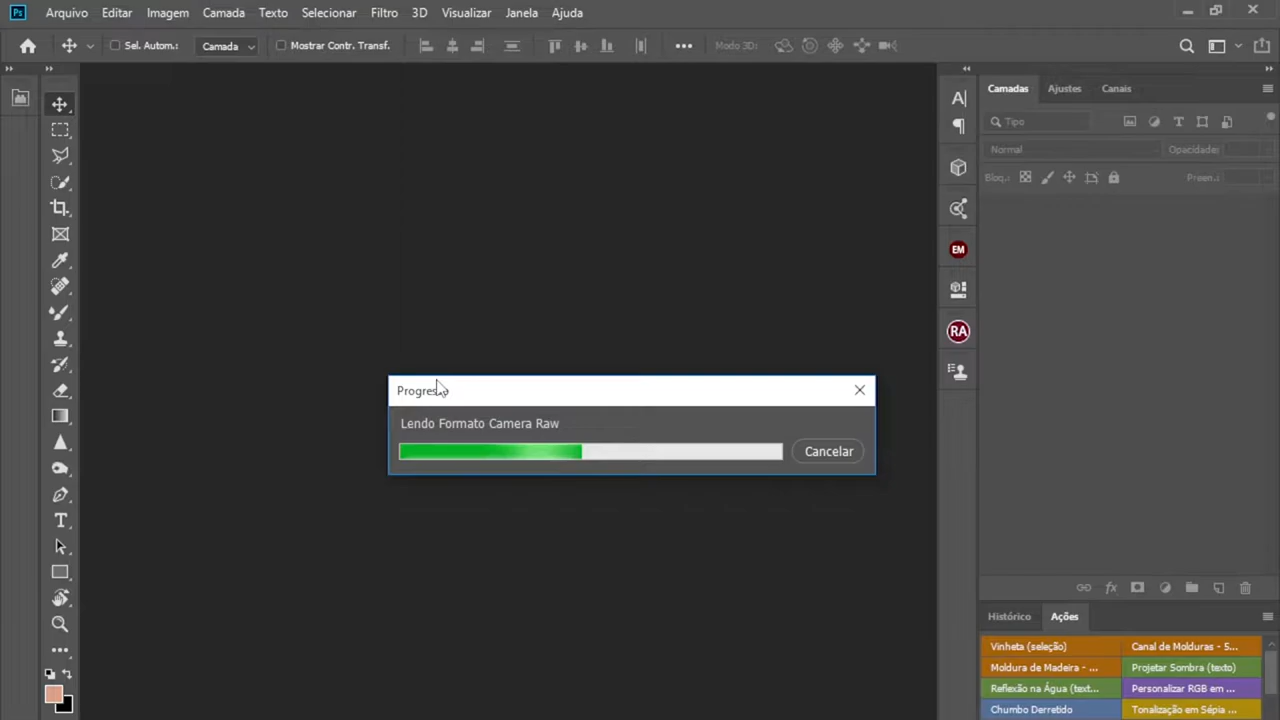 Ps Arquivo Editar Imagem Camada Texto Selecionar Filtro 3D Visualizar Janela Ajuda
Sel. Autom.: Camada Mostrar Contr. Transf. Modo 3D:
Camadas Ajustes Canais
Tipo
Normal Opacidade:
Bloq.: Preen.:
EM
RA
Progresso
Lendo Formato Camera Raw
Cancelar
Histórico Ações
Vinheta (seleção) Canal de Molduras - 5...
Moldura de Madeira - ... Projetar Sombra (texto)
Reflexão na Água (text... Personalizar RGB em ...
Chumbo Derretido Tonalização em Sépia ...